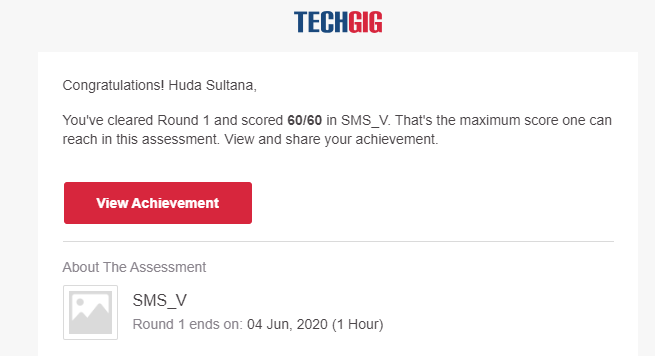 TECHGIG
Congratulations! Huda Sultana,
You've cleared Round 1 and scored 60/60 in SMS_V. That's the maximum score one can
reach in this assessment. View and share your achievement.
View Achievement
About The Assessment
SMS_V
Round 1 ends on: 04 Jun, 2020 (1 Hour)